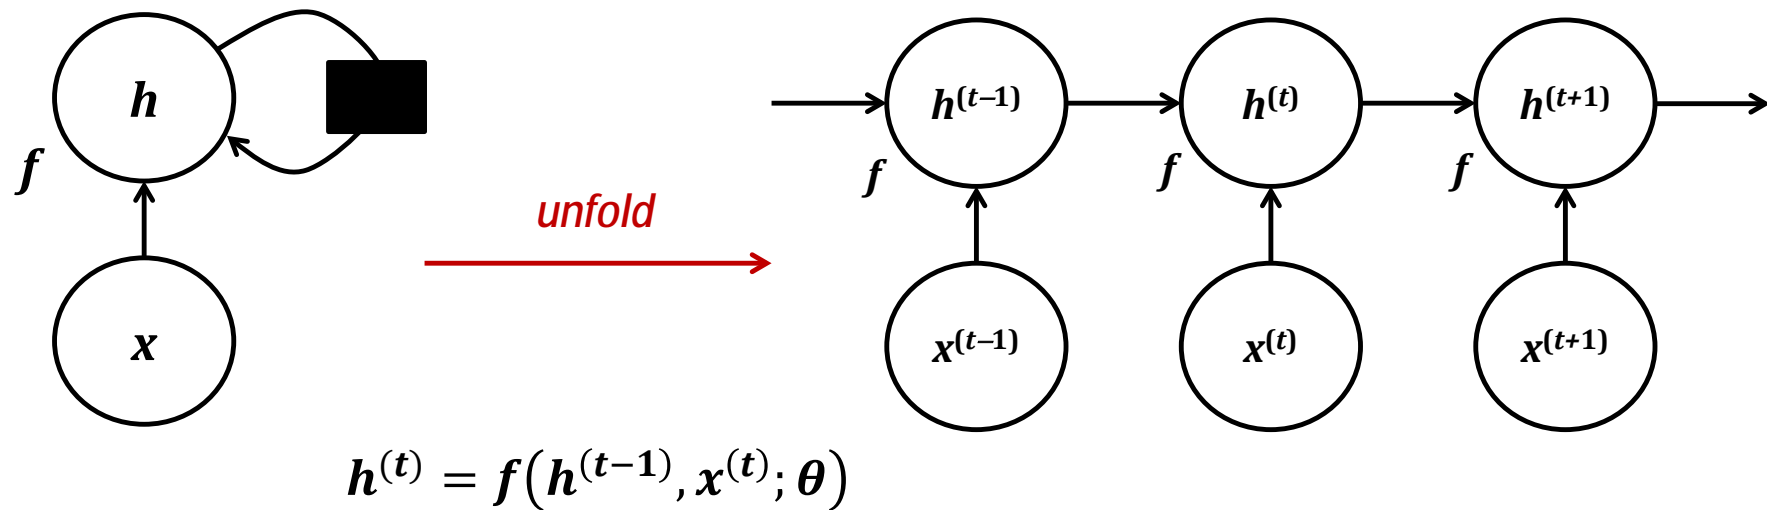 h
f
x
unfold
h^(t–1)
h^(t)
h^(t+1)
f
f
f
x^(t–1)
x^(t)
x^(t+1)
h^(t) = f(h^(t−1), x^(t); θ)